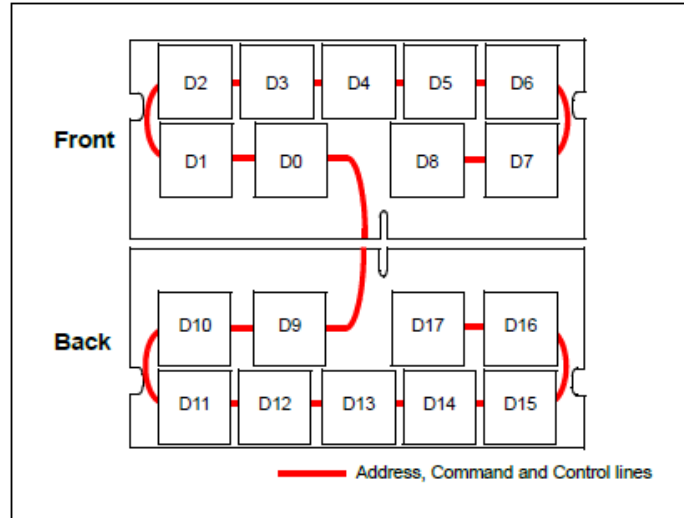 D2 D3 D4 D5 D6
Front
D1 D0 D8 D7
D10 D9 D17 D16
Back
D11 D12 D13 D14 D15
Address, Command and Control lines